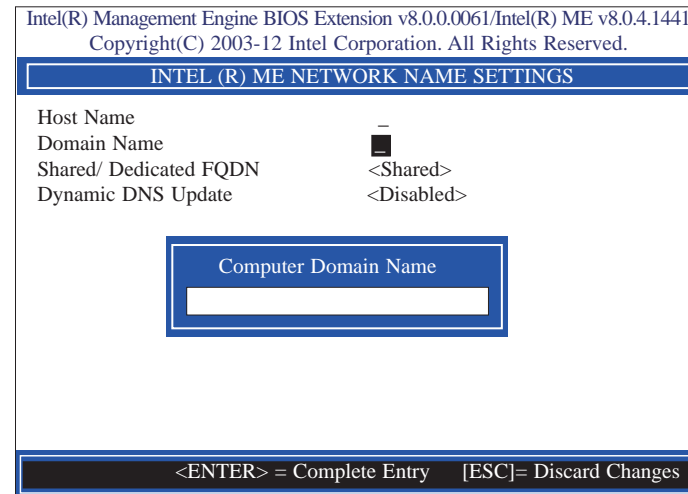 Intel(R) Management Engine BIOS Extension v8.0.0.0061/Intel(R) ME v8.0.4.1441
Copyright(C) 2003-12 Intel Corporation. All Rights Reserved.
INTEL (R) ME NETWORK NAME SETTINGS
Host Name _
Domain Name _
Shared/ Dedicated FQDN <Shared>
Dynamic DNS Update <Disabled>
Computer Domain Name
<ENTER> = Complete Entry [ESC]= Discard Changes